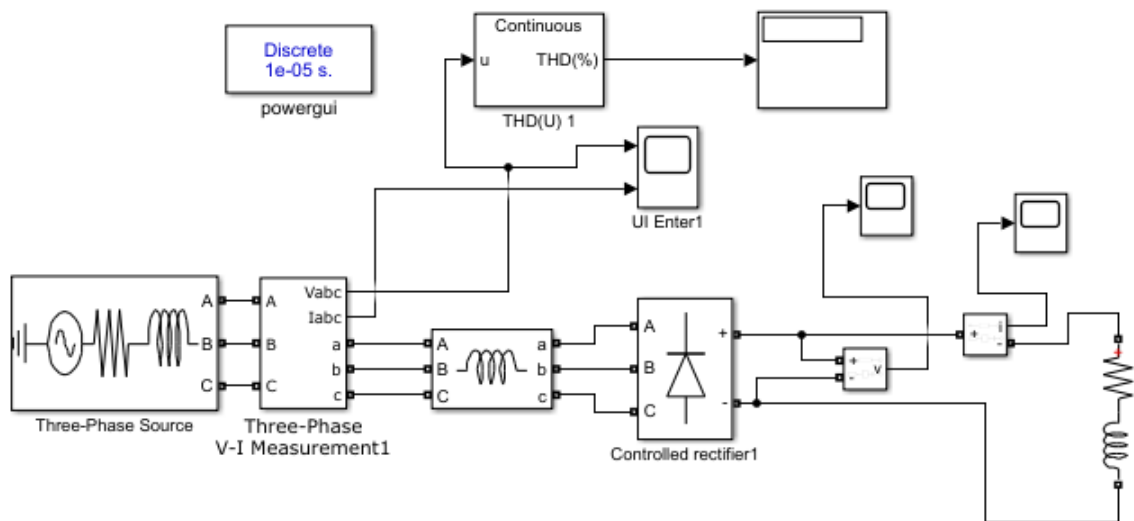 Discrete
1e-05 s.
powergui
Continuous
u
THD(%)
THD(U) 1
UI Enter1
A
B
C
Three-Phase Source
A
B
C
Vabc
Iabc
a
b
c
Three-Phase
V-I Measurement1
A
B
C
a
b
c
A
B
C
+
-
Controlled rectifier1
+
-
v
+
i
-
+